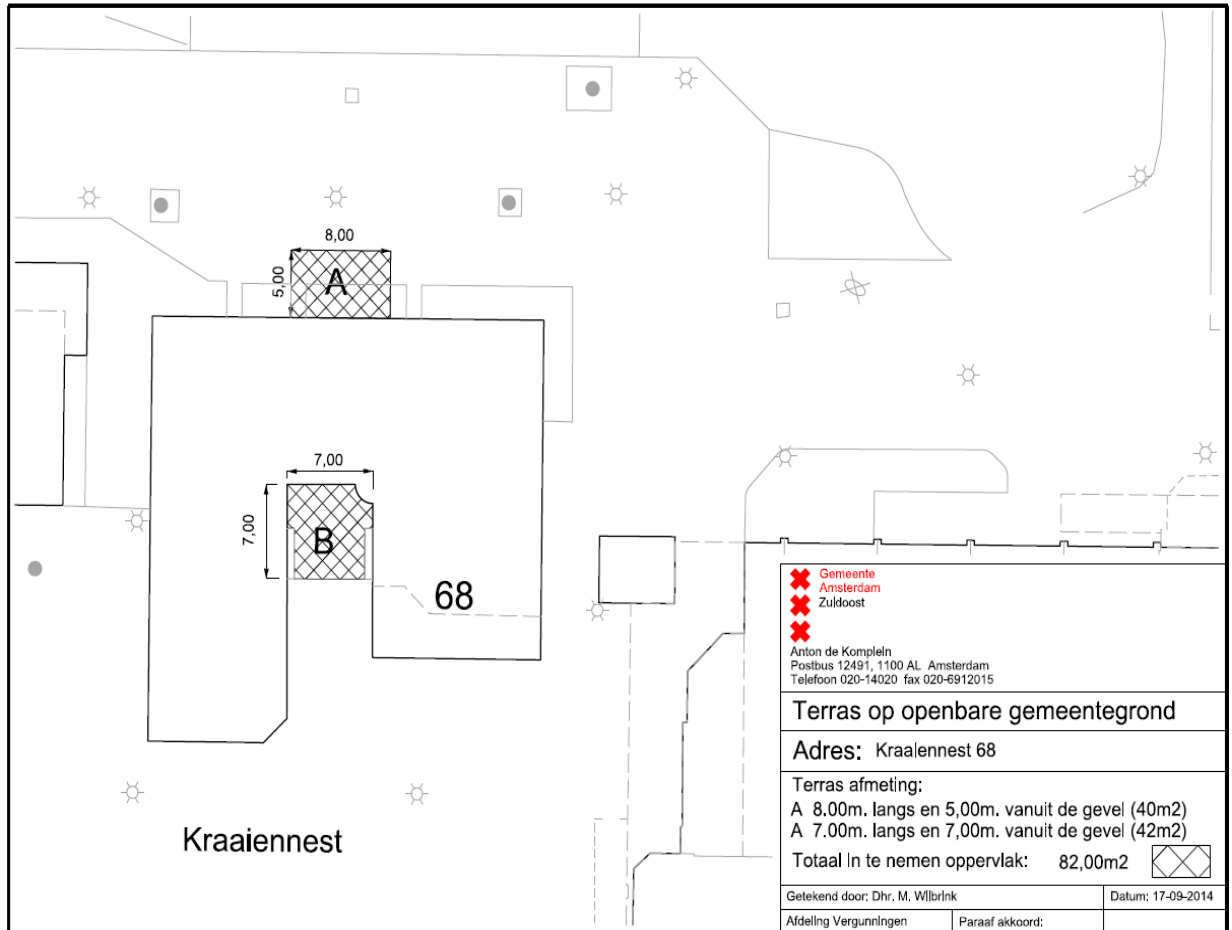 8,00
5,00
A
7,00
7,00
B
68
Kraaiennest
Gemeente
Amsterdam
Zuidoost
Anton de Komplein
Postbus 12491, 1100 AL Amsterdam
Telefoon 020-14020 fax 020-6912015
Terras op openbare gemeentegrond
Adres: Kraaiennest 68
Terras afmeting:
A 8.00m. langs en 5,00m. vanuit de gevel (40m2)
A 7.00m. langs en 7,00m. vanuit de gevel (42m2)
Totaal in te nemen oppervlak: 82,00m2
Getekend door: Dhr. M. Wilbrink
Datum: 17-09-2014
Afdeling Vergunningen
Paraaf akkoord: